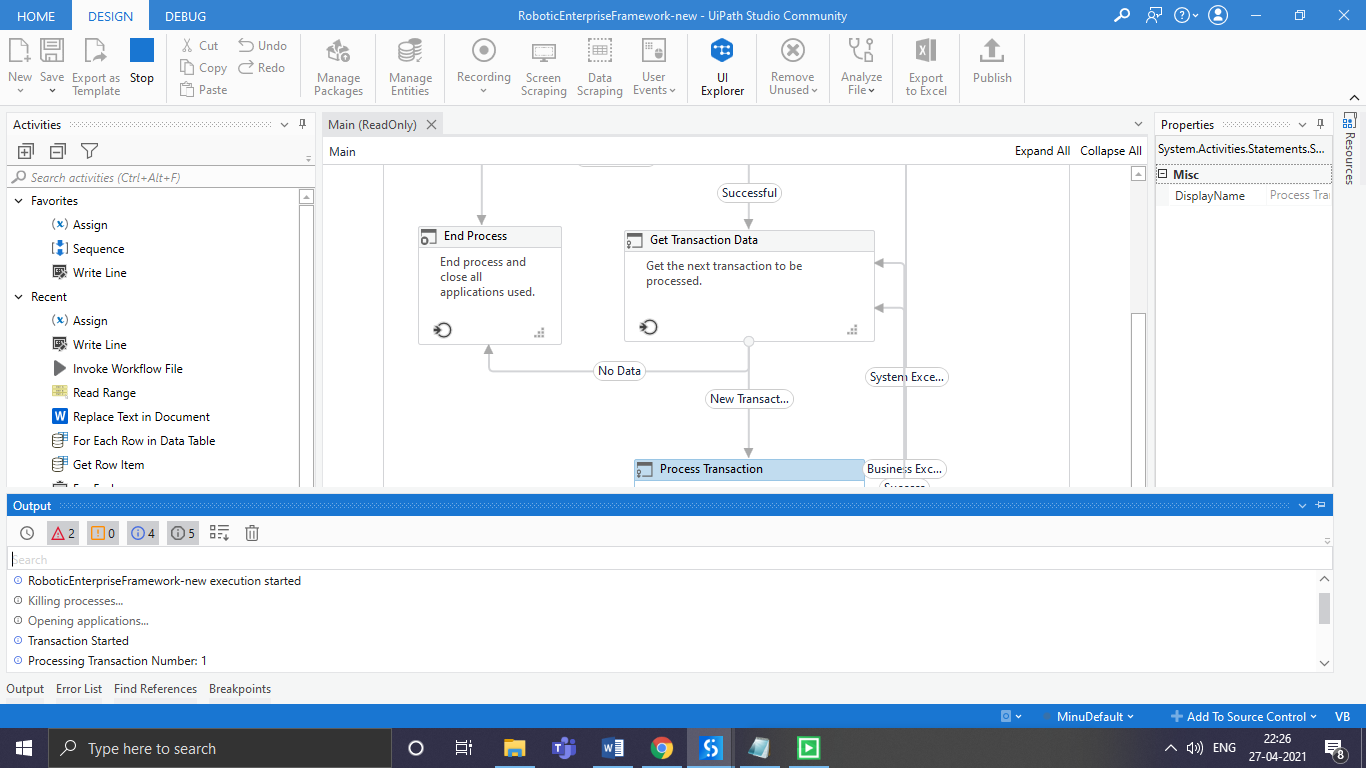 HOME DESIGN DEBUG RoboticEnterpriseFramework-new - UiPath Studio Community
New Save Export as Template Stop
Cut Undo
Copy Redo
Paste
Manage Packages
Manage Entities
Recording
Screen Scraping
Data Scraping
User Events
UI Explorer
Remove Unused
Analyze File
Export to Excel
Publish
Activities
Search activities (Ctrl+Alt+F)
Favorites
(x) Assign
Sequence
Write Line
Recent
(x) Assign
Write Line
Invoke Workflow File
Read Range
W Replace Text in Document
For Each Row in Data Table
Get Row Item
Main (ReadOnly)
Main Expand All Collapse All
Successful
End Process
End process and
close all
applications used.
Get Transaction Data
Get the next transaction to be
processed.
No Data
System Exce...
New Transact...
Process Transaction
Business Exc...
Success
Properties
System.Activities.Statements.S...
Misc
DisplayName Process Tra
Resources
Output
2 0 4 5
Search
RoboticEnterpriseFramework-new execution started
Killing processes...
Opening applications...
Transaction Started
Processing Transaction Number: 1
Output Error List Find References Breakpoints
MinuDefault Add To Source Control VB
Type here to search
ENG
22:26
27-04-2021
8